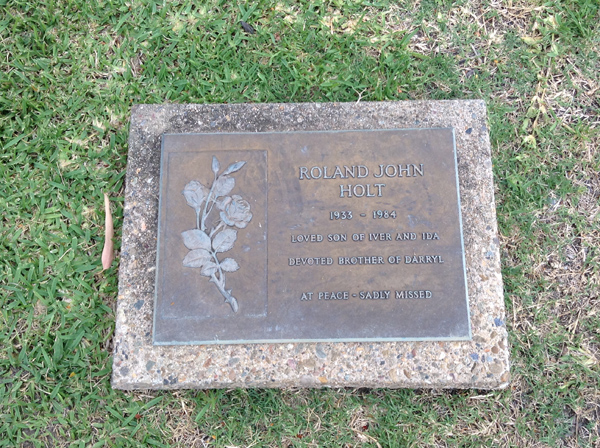 ROLAND JOHN
HOLT
1933 - 1984
LOVED SON OF IVER AND IDA
DEVOTED BROTHER OF DARRYL
AT PEACE - SADLY MISSED